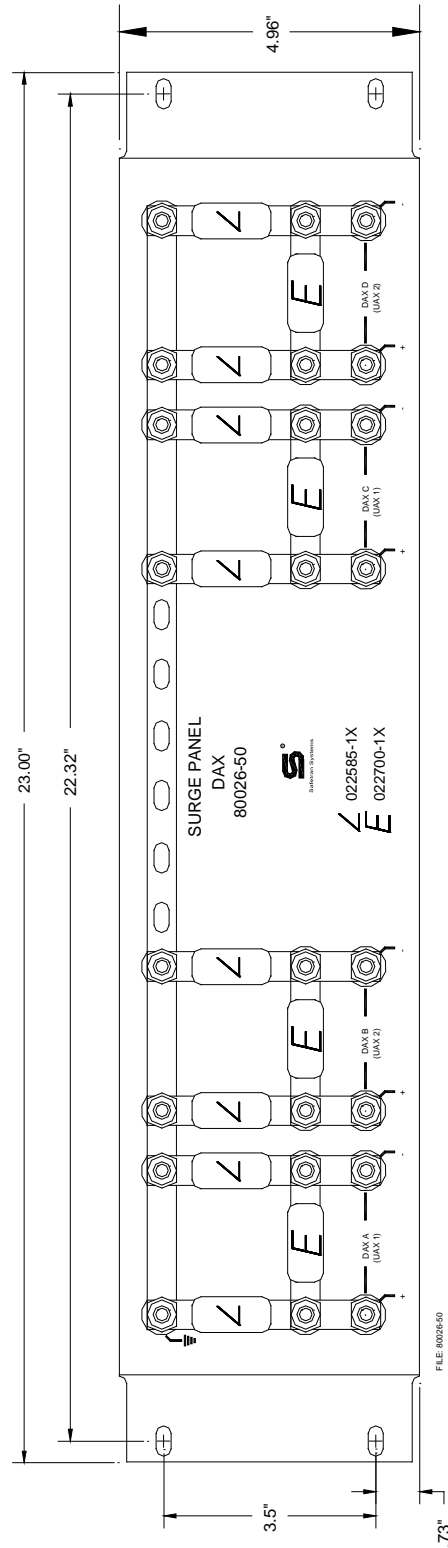 23.00"
22.32"
4.96"
3.5"
73"
SURGE PANEL
DAX
80026-50
S
Safetran Systems
∠ 022585-1X
E 022700-1X
∠ ∠ ∠ ∠ ∠ ∠ ∠ ∠
E E E E
+ - + - + - + -
DAX A
(UAX 1)
DAX B
(UAX 2)
DAX C
(UAX 1)
DAX D
(UAX 2)
FILE: 80026-50